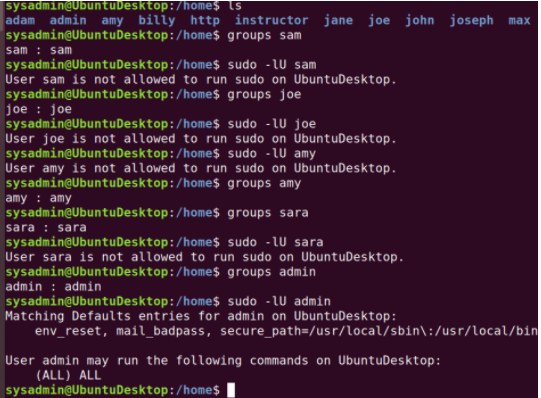 sysadmin@UbuntuDesktop:/home$ ls
adam admin amy billy http instructor jane joe john joseph max
sysadmin@UbuntuDesktop:/home$ groups sam
sam : sam
sysadmin@UbuntuDesktop:/home$ sudo -lU sam
User sam is not allowed to run sudo on UbuntuDesktop.
sysadmin@UbuntuDesktop:/home$ groups joe
joe : joe
sysadmin@UbuntuDesktop:/home$ sudo -lU joe
User joe is not allowed to run sudo on UbuntuDesktop.
sysadmin@UbuntuDesktop:/home$ sudo -lU amy
User amy is not allowed to run sudo on UbuntuDesktop.
sysadmin@UbuntuDesktop:/home$ groups amy
amy : amy
sysadmin@UbuntuDesktop:/home$ groups sara
sara : sara
sysadmin@UbuntuDesktop:/home$ sudo -lU sara
User sara is not allowed to run sudo on UbuntuDesktop.
sysadmin@UbuntuDesktop:/home$ groups admin
admin : admin
sysadmin@UbuntuDesktop:/home$ sudo -lU admin
Matching Defaults entries for admin on UbuntuDesktop:
env_reset, mail_badpass, secure_path=/usr/local/sbin\:/usr/local/bin
User admin may run the following commands on UbuntuDesktop:
(ALL) ALL
sysadmin@UbuntuDesktop:/home$